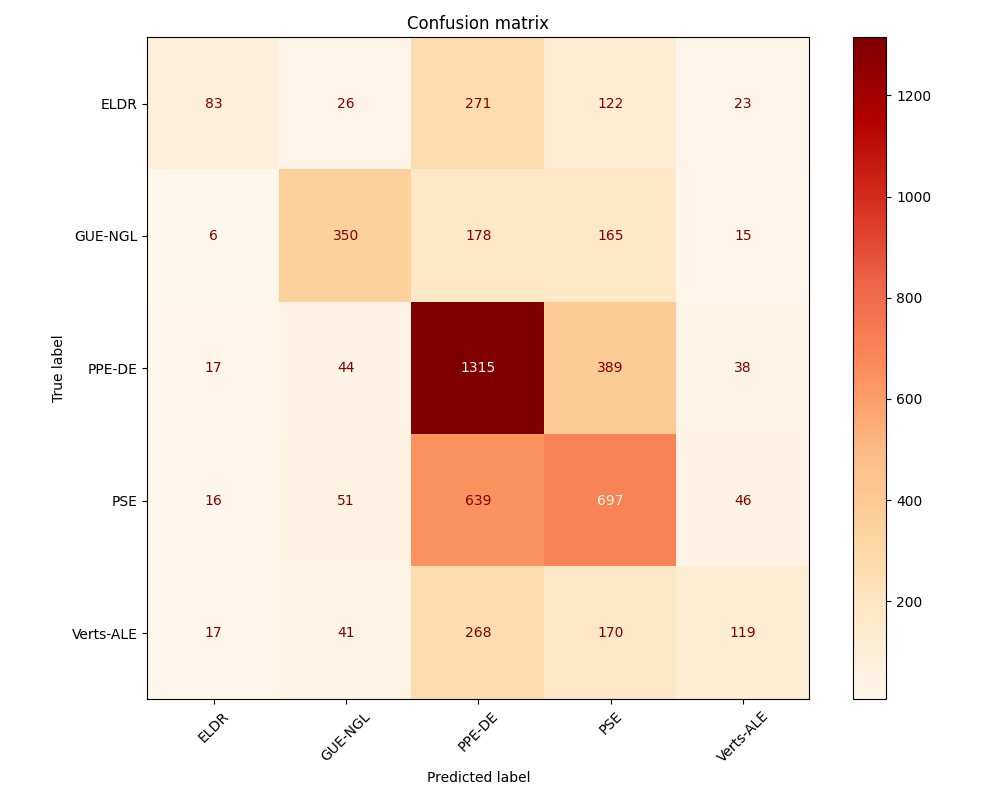 Confusion matrix
ELDR 83 26 271 122 23
GUE-NGL 6 350 178 165 15
PPE-DE 17 44 1315 389 38
PSE 16 51 639 697 46
Verts-ALE 17 41 268 170 119
ELDR GUE-NGL PPE-DE PSE Verts-ALE
Predicted label
True label
1200
1000
800
600
400
200